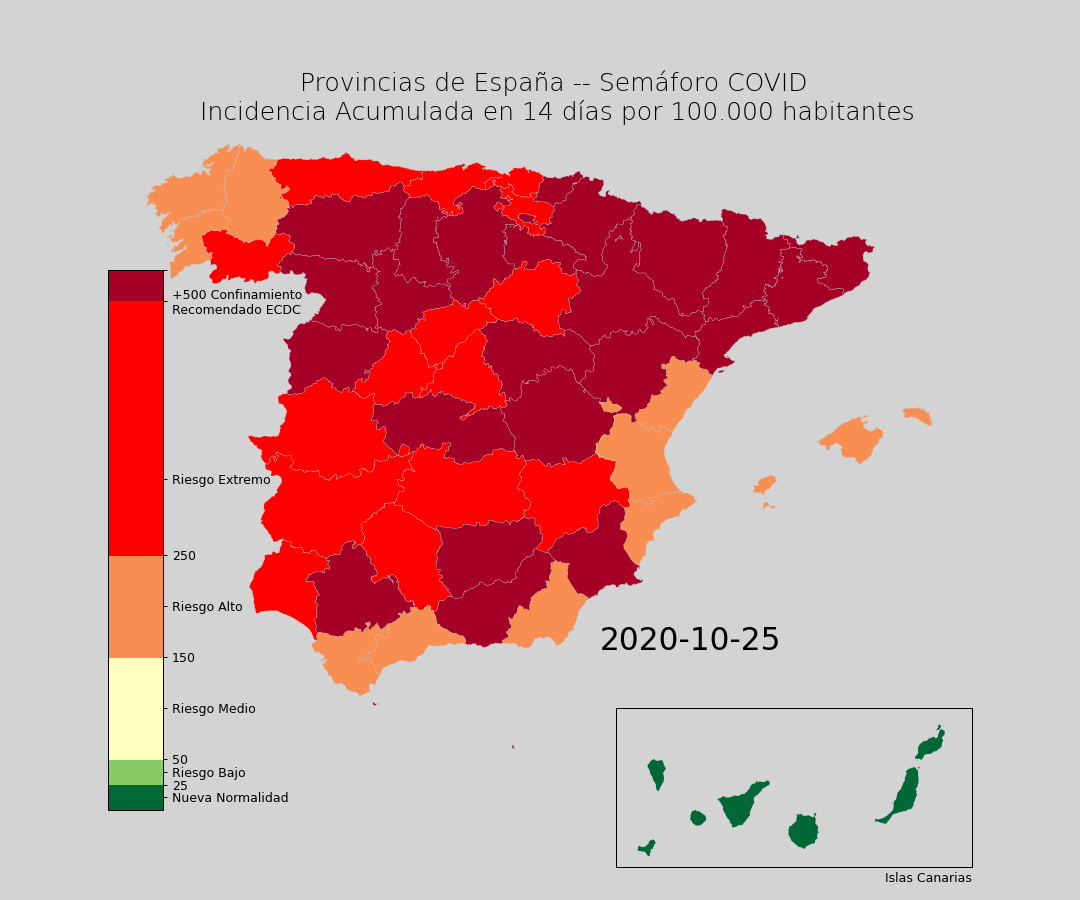 Provincias de España -- Semáforo COVID
Incidencia Acumulada en 14 días por 100.000 habitantes
+500 Confinamiento
Recomendado ECDC
Riesgo Extremo
250
Riesgo Alto
150
Riesgo Medio
50
Riesgo Bajo
25
Nueva Normalidad
2020-10-25
Islas Canarias